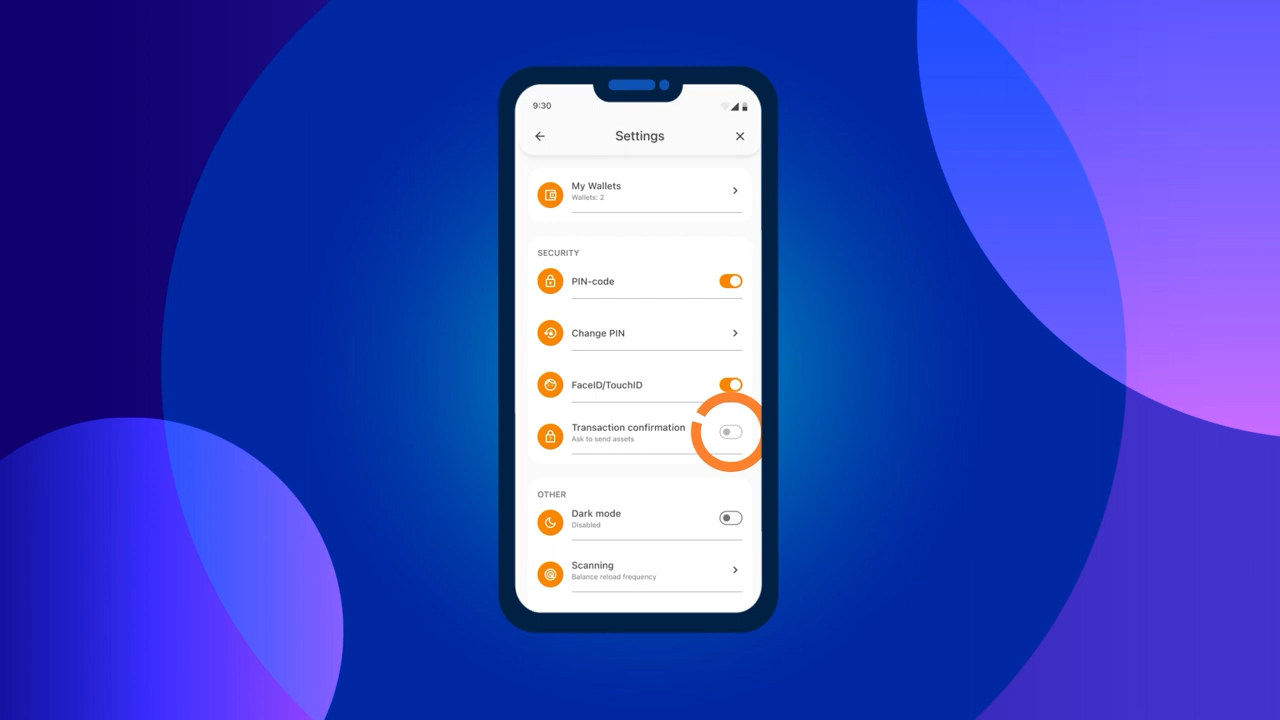 9:30
Settings
My Wallets
Wallets: 2
SECURITY
PIN-code
Change PIN
FaceID/TouchID
Transaction confirmation
Ask to send assets
OTHER
Dark mode
Disabled
Scanning
Balance reload frequency